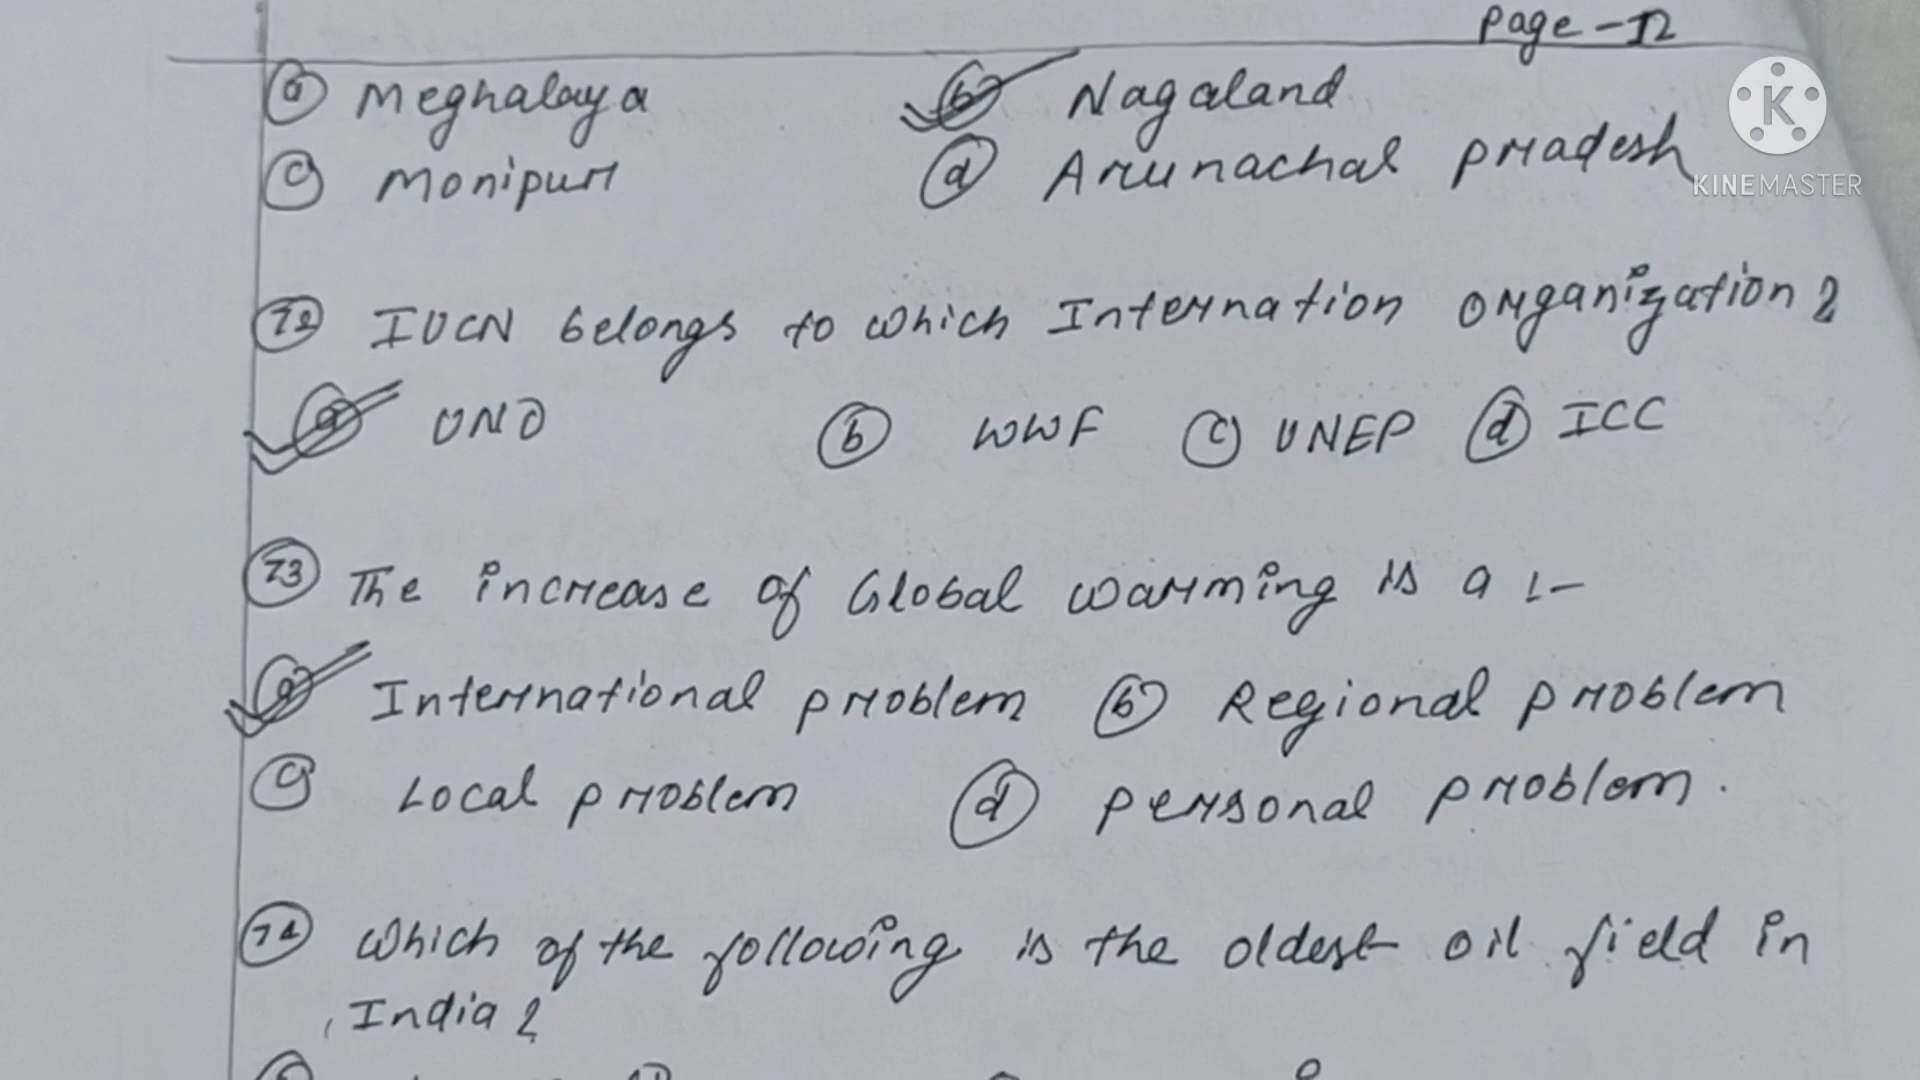 Page-12
K
KINEMASTER
(a) Meghalaya (b) Nagaland
(c) Monipur (d) Arunachal Pradesh
(72) IUCN belongs to which Internation organization?
(a) UNO (b) WWF (c) UNEP (d) ICC
(73) The increase of Global warming is a :-
(a) International problem (b) Regional problem
(c) Local problem (d) personal problem.
(74) Which of the following is the oldest oil field in
India?